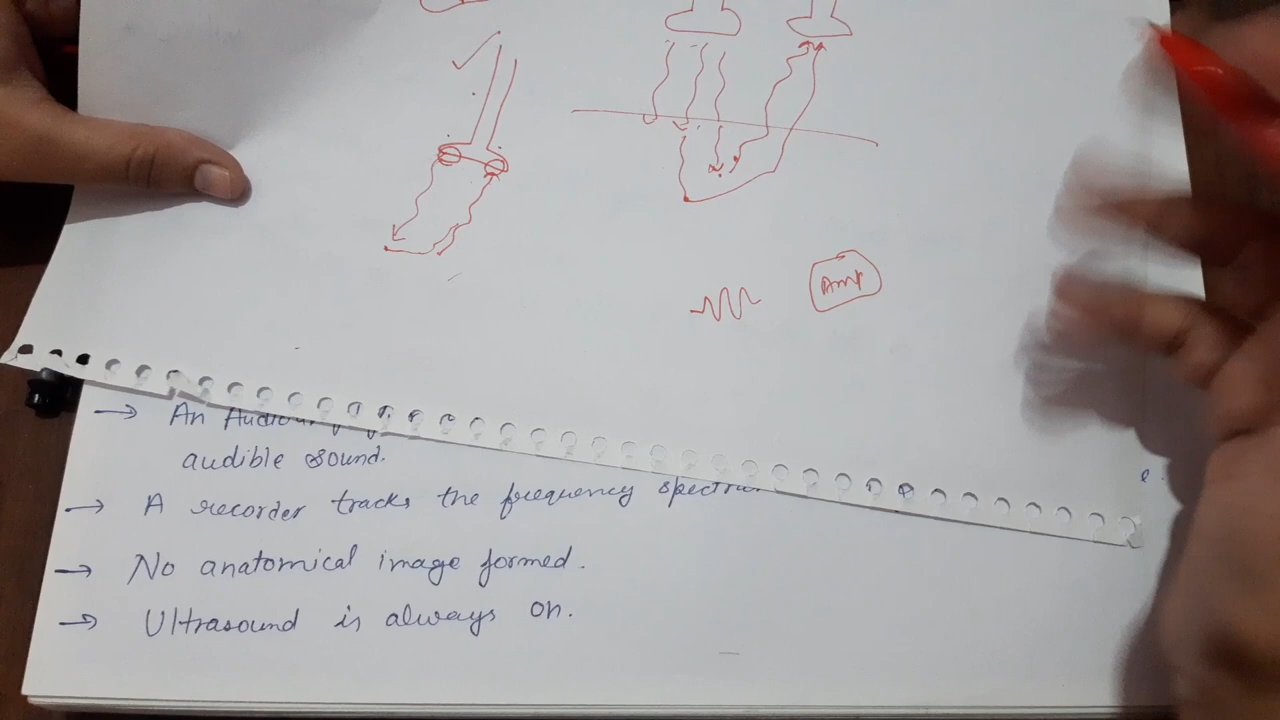 Amp
→ An
audible sound.
→ A recorder tracks the frequency
→ No anatomical image formed.
→ Ultrasound is always on.